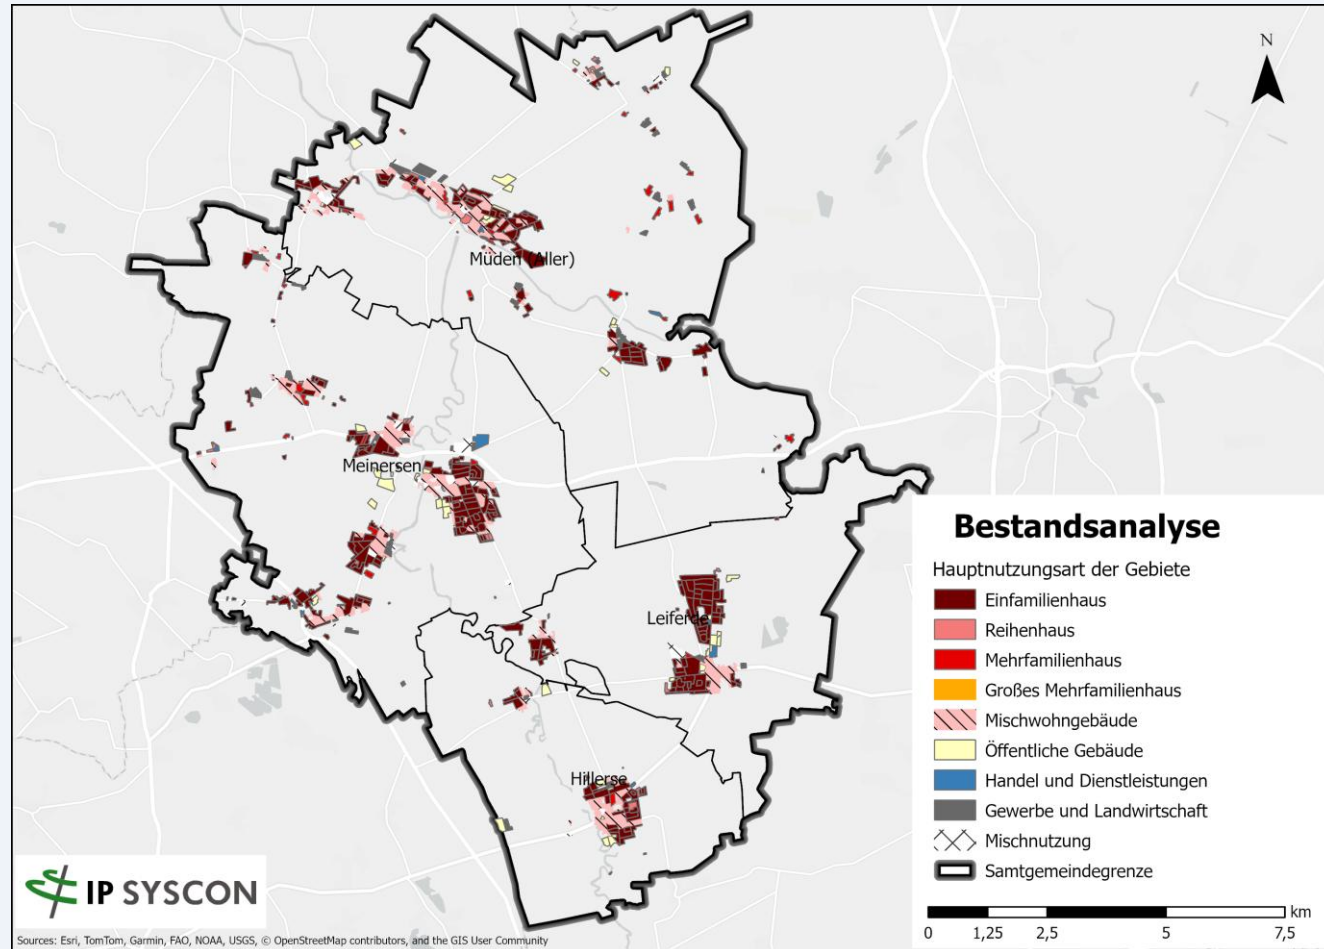 N
Müden (Aller)
Meinersen
Leiferde
Hillerse
Bestandsanalyse
Hauptnutzungsart der Gebiete
Einfamilienhaus
Reihenhaus
Mehrfamilienhaus
Großes Mehrfamilienhaus
Mischwohngebäude
Öffentliche Gebäude
Handel und Dienstleistungen
Gewerbe und Landwirtschaft
Mischnutzung
Samtgemeindegrenze
km
0 1,25 2,5 5 7,5
IP SYSCON
Sources: Esri, TomTom, Garmin, FAO, NOAA, USGS, © OpenStreetMap contributors, and the GIS User Community